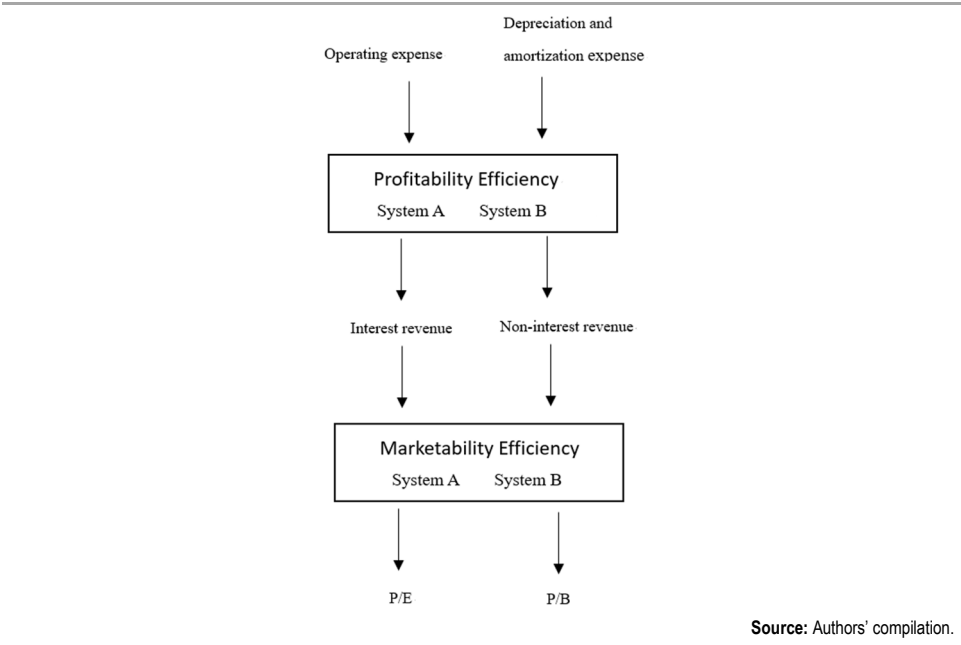 Depreciation and
Operating expense
amortization expense
Profitability Efficiency
System A System B
Interest revenue Non-interest revenue
Marketability Efficiency
System A System B
P/E P/B
Source: Authors' compilation.